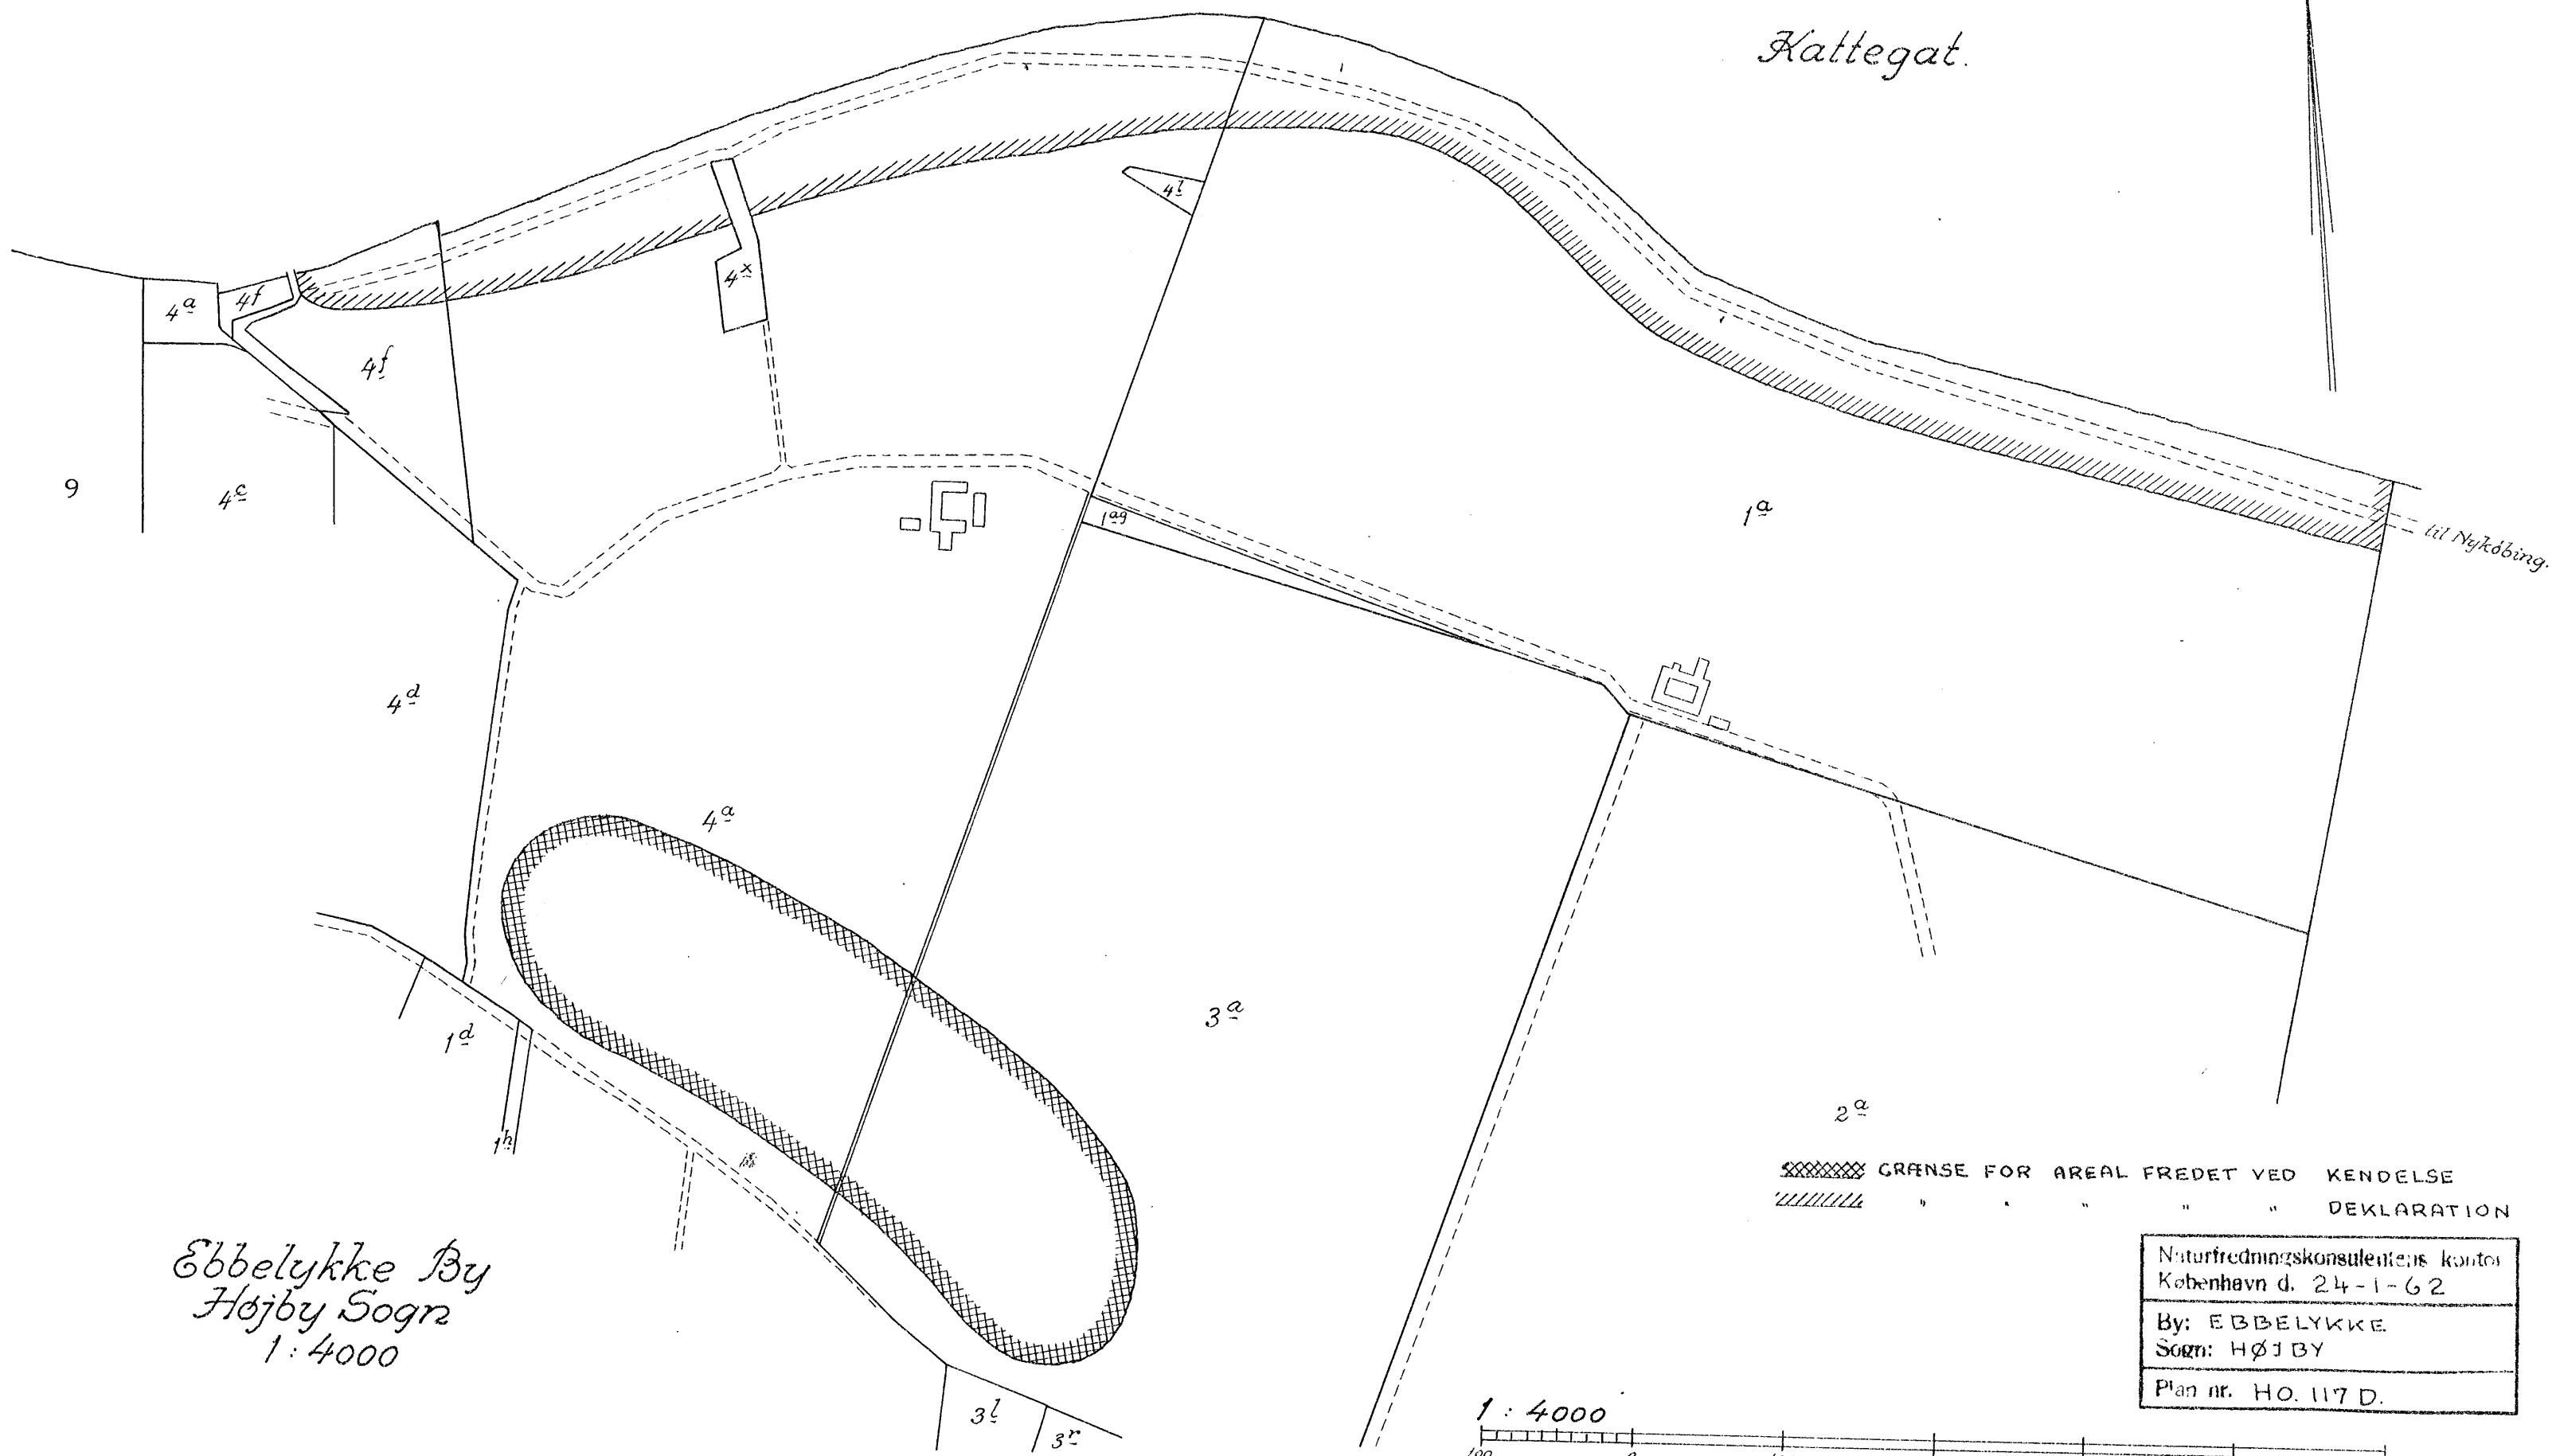 Kattegat.
4l
4a
4f
4x
4f
9
4c
1a
1ag
til Nykøbing.
4d
4a
3a
1d
2a
1h
GRÆNSE FOR AREAL FREDET VED KENDELSE
" " " " " DEKLARATION
Ebbelykke By
Højby Sogn
1:4000
Naturfredningskonsulentens kontor
København d. 24-1-62
By: EBBELYKKE
Sogn: HØJBY
Plan nr. HO. 117 D.
3l
3r
1 : 4000
100